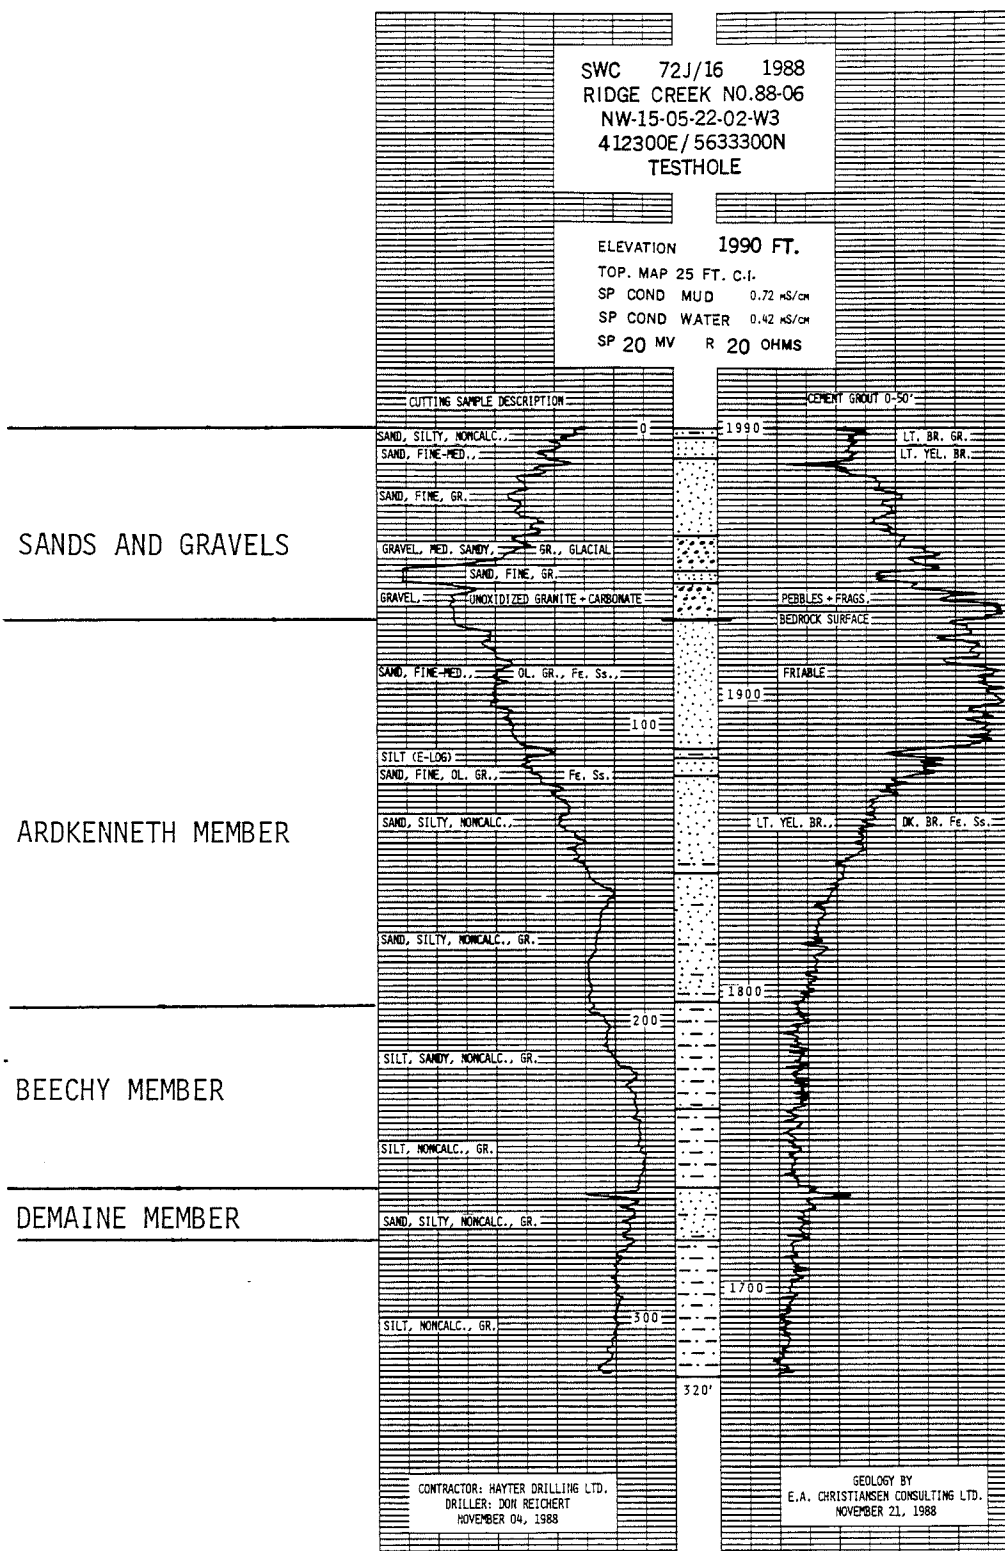 SWC 72J/16 1988
RIDGE CREEK NO.88-06
NW-15-05-22-02-W3
412300E/5633300N
TESTHOLE
ELEVATION 1990 FT.
TOP. MAP 25 FT. C.I.
SP COND MUD 0.72 MS/CM
SP COND WATER 0.42 MS/CM
SP 20 MV R 20 OHMS
CUTTING SAMPLE DESCRIPTION
CEMENT GROUT 0-50'
0
1990
SAND, SILTY, NONCALC., LT. BR. GR.
SAND, FINE-MED., LT. YEL. BR.
SAND, FINE, GR.
SANDS AND GRAVELS
GRAVEL, MED. SANDY, GR., GLACIAL
SAND, FINE, GR.
GRAVEL, UNOXIDIZED GRANITE + CARBONATE PEBBLES + FRAGS.
BEDROCK SURFACE
SAND, FINE-MED., OL. GR., FE. SS., FRIABLE
1900
100
SILT (E-LOG)
SAND, FINE, OL. GR., FE. SS.
SAND, SILTY, NONCALC., LT. YEL. BR., DK. BR. FE. SS.
ARDKENNETH MEMBER
SAND, SILTY, NONCALC., GR.
1800
200
SILT, SANDY, NONCALC., GR.
BEECHY MEMBER
SILT, NONCALC., GR.
DEMAINE MEMBER
SAND, SILTY, NONCALC., GR.
1700
300
SILT, NONCALC., GR.
320'
CONTRACTOR: HAYTER DRILLING LTD.
DRILLER: DON REICHERT
NOVEMBER 04, 1988
GEOLOGY BY
E.A. CHRISTIANSEN CONSULTING LTD.
NOVEMBER 21, 1988